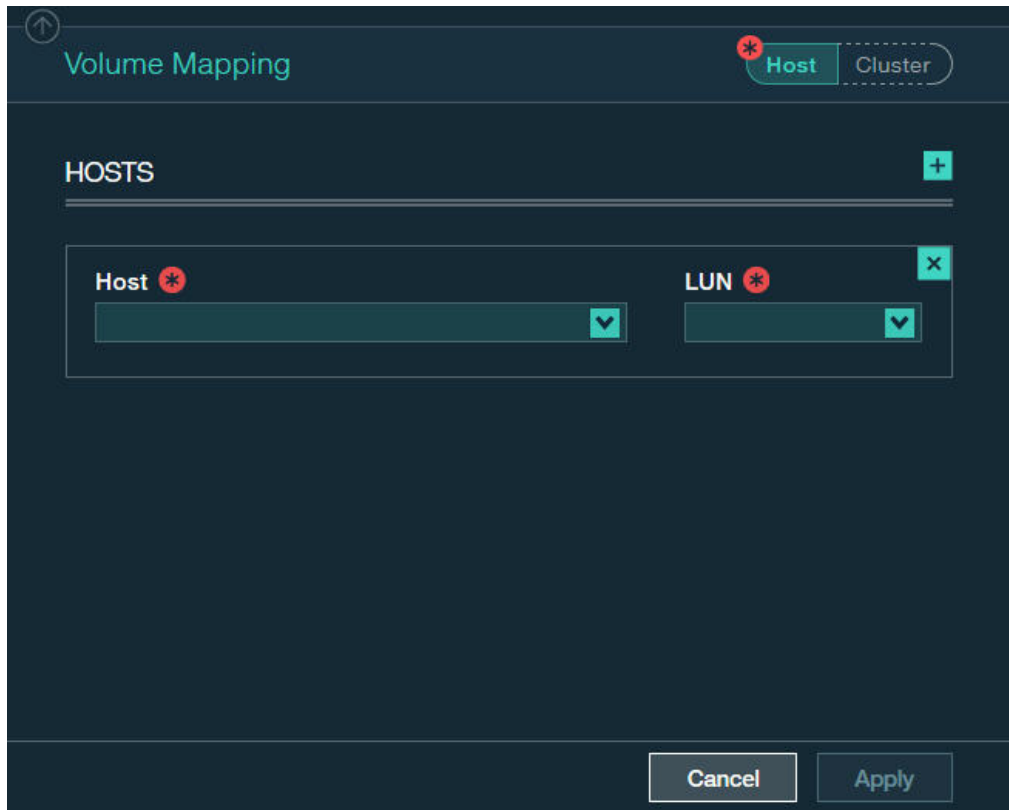 Volume Mapping
Host Cluster
HOSTS
Host LUN
Cancel Apply